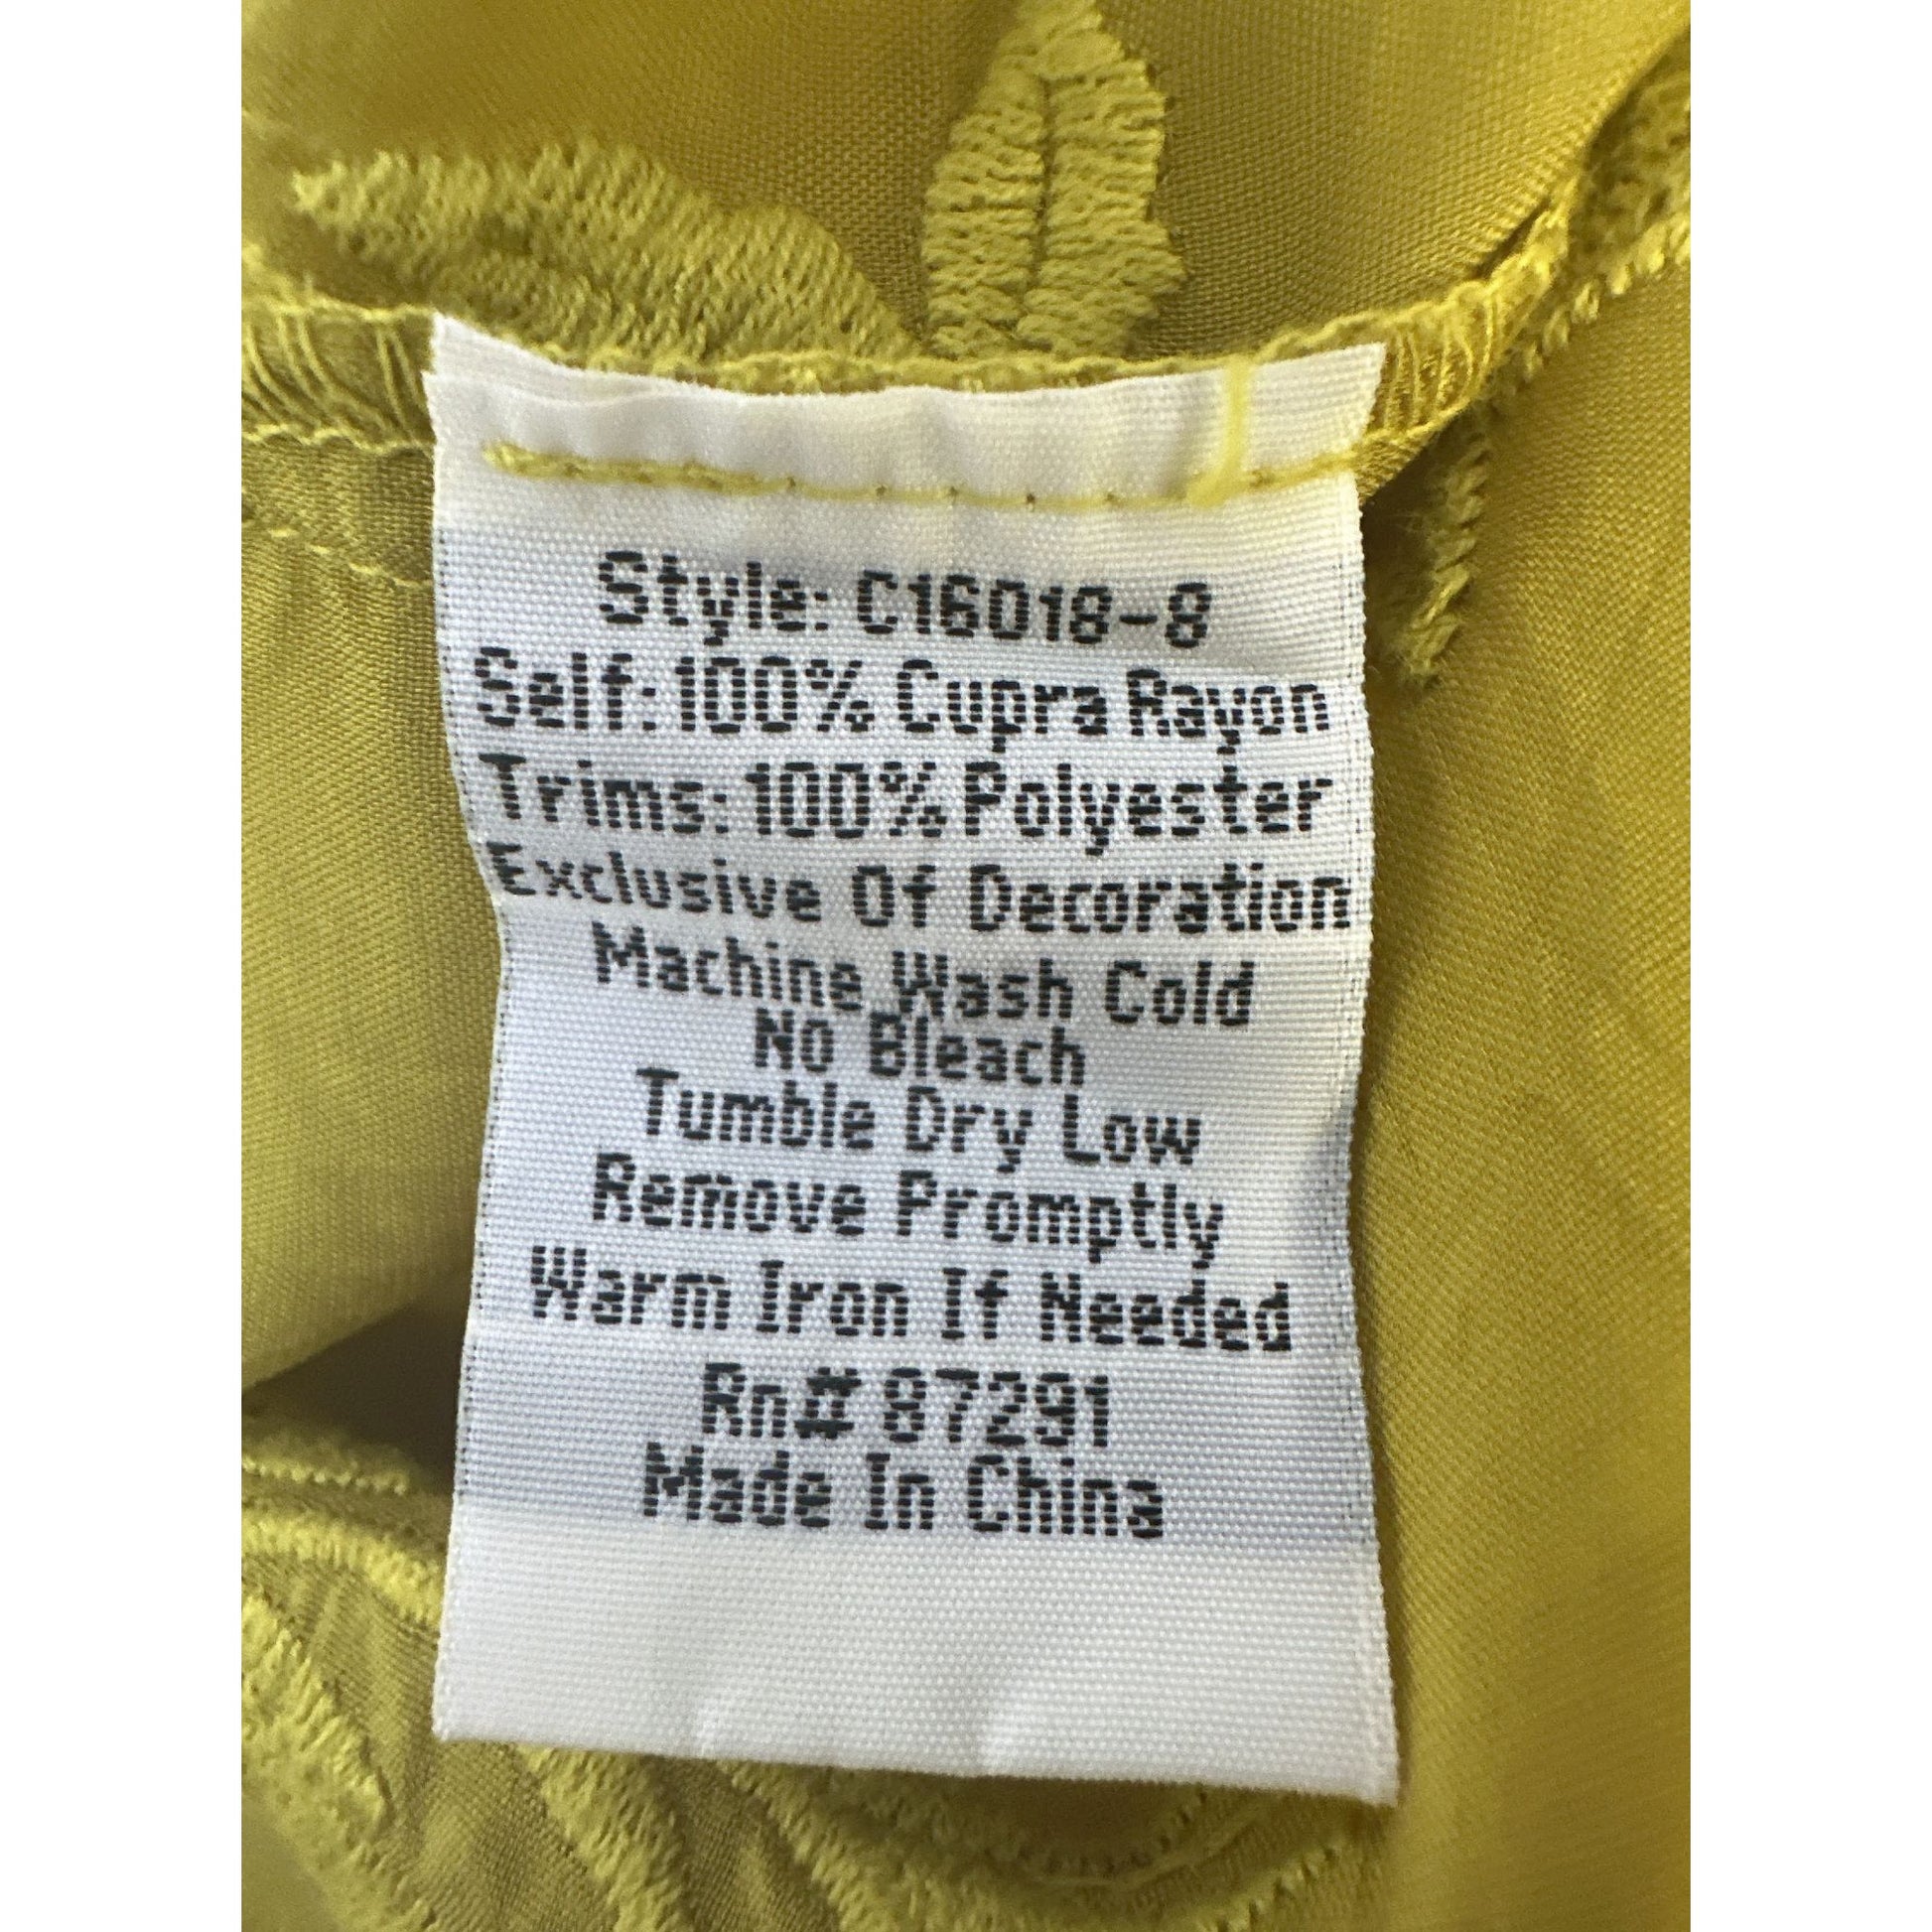 Style: C16018-8
Self: 100% Cupra Rayon
Trims: 100% Polyester
Exclusive Of Decoration
Machine Wash Cold
No Bleach
Tumble Dry Low
Remove Promptly
Warm Iron If Needed
Rn# 87291
Made In China